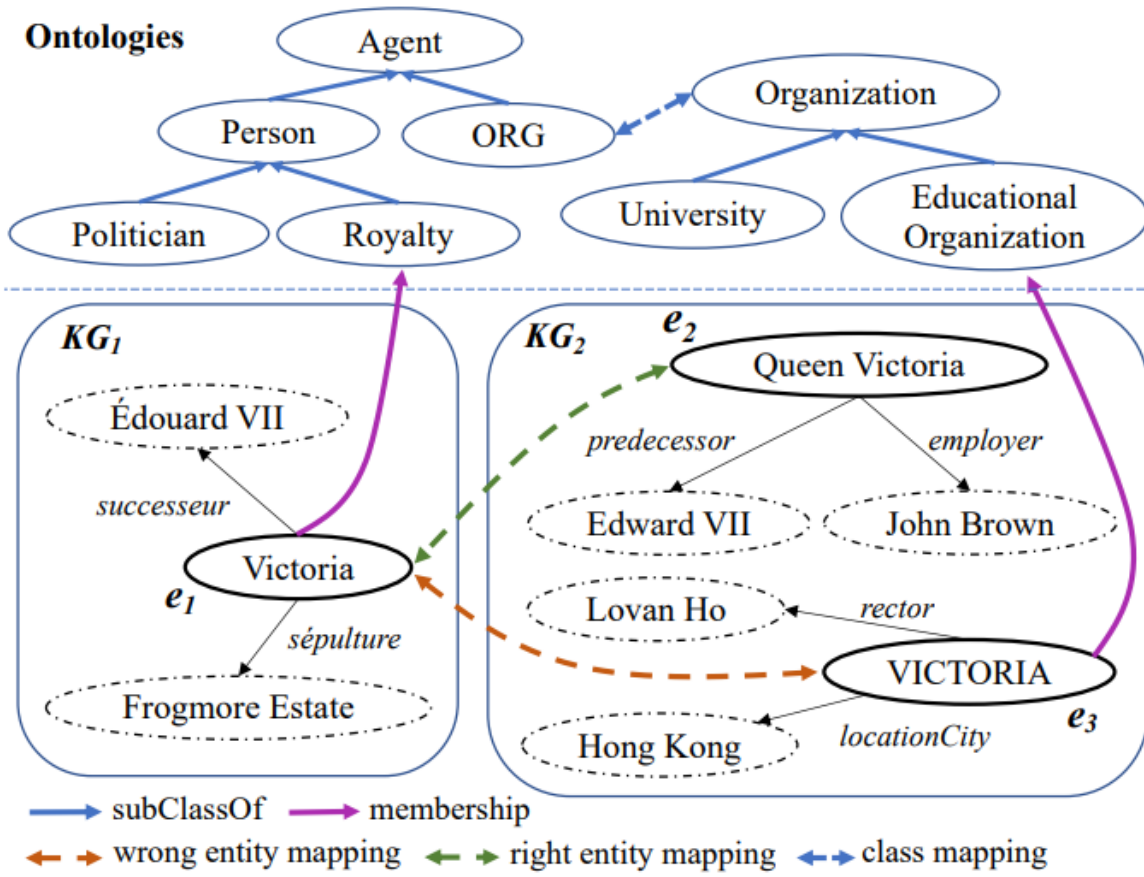 Ontologies
Agent
Person
ORG
Organization
Politician
Royalty
University
Educational
Organization
KG1
Édouard VII
successeur
Victoria
e1
sépulture
Frogmore Estate
KG2
e2
Queen Victoria
predecessor
employer
Edward VII
John Brown
Lovan Ho
rector
VICTORIA
e3
Hong Kong
locationCity
subClassOf
membership
wrong entity mapping
right entity mapping
class mapping